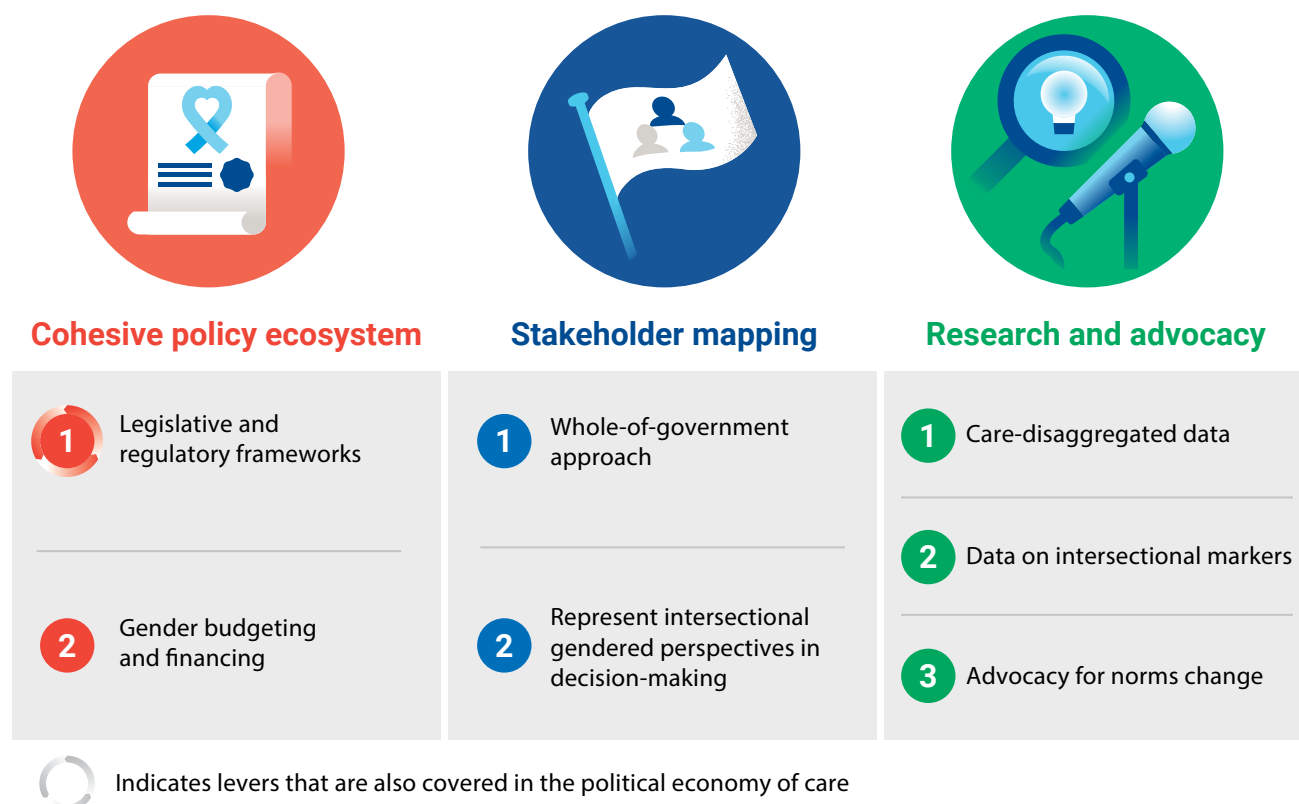 Cohesive policy ecosystem
1
Legislative and
regulatory frameworks
2
Gender budgeting
and financing
Stakeholder mapping
1
Whole-of-government
approach
2
Represent intersectional
gendered perspectives in
decision-making
Research and advocacy
1
Care-disaggregated data
2
Data on intersectional markers
3
Advocacy for norms change
Indicates levers that are also covered in the political economy of care